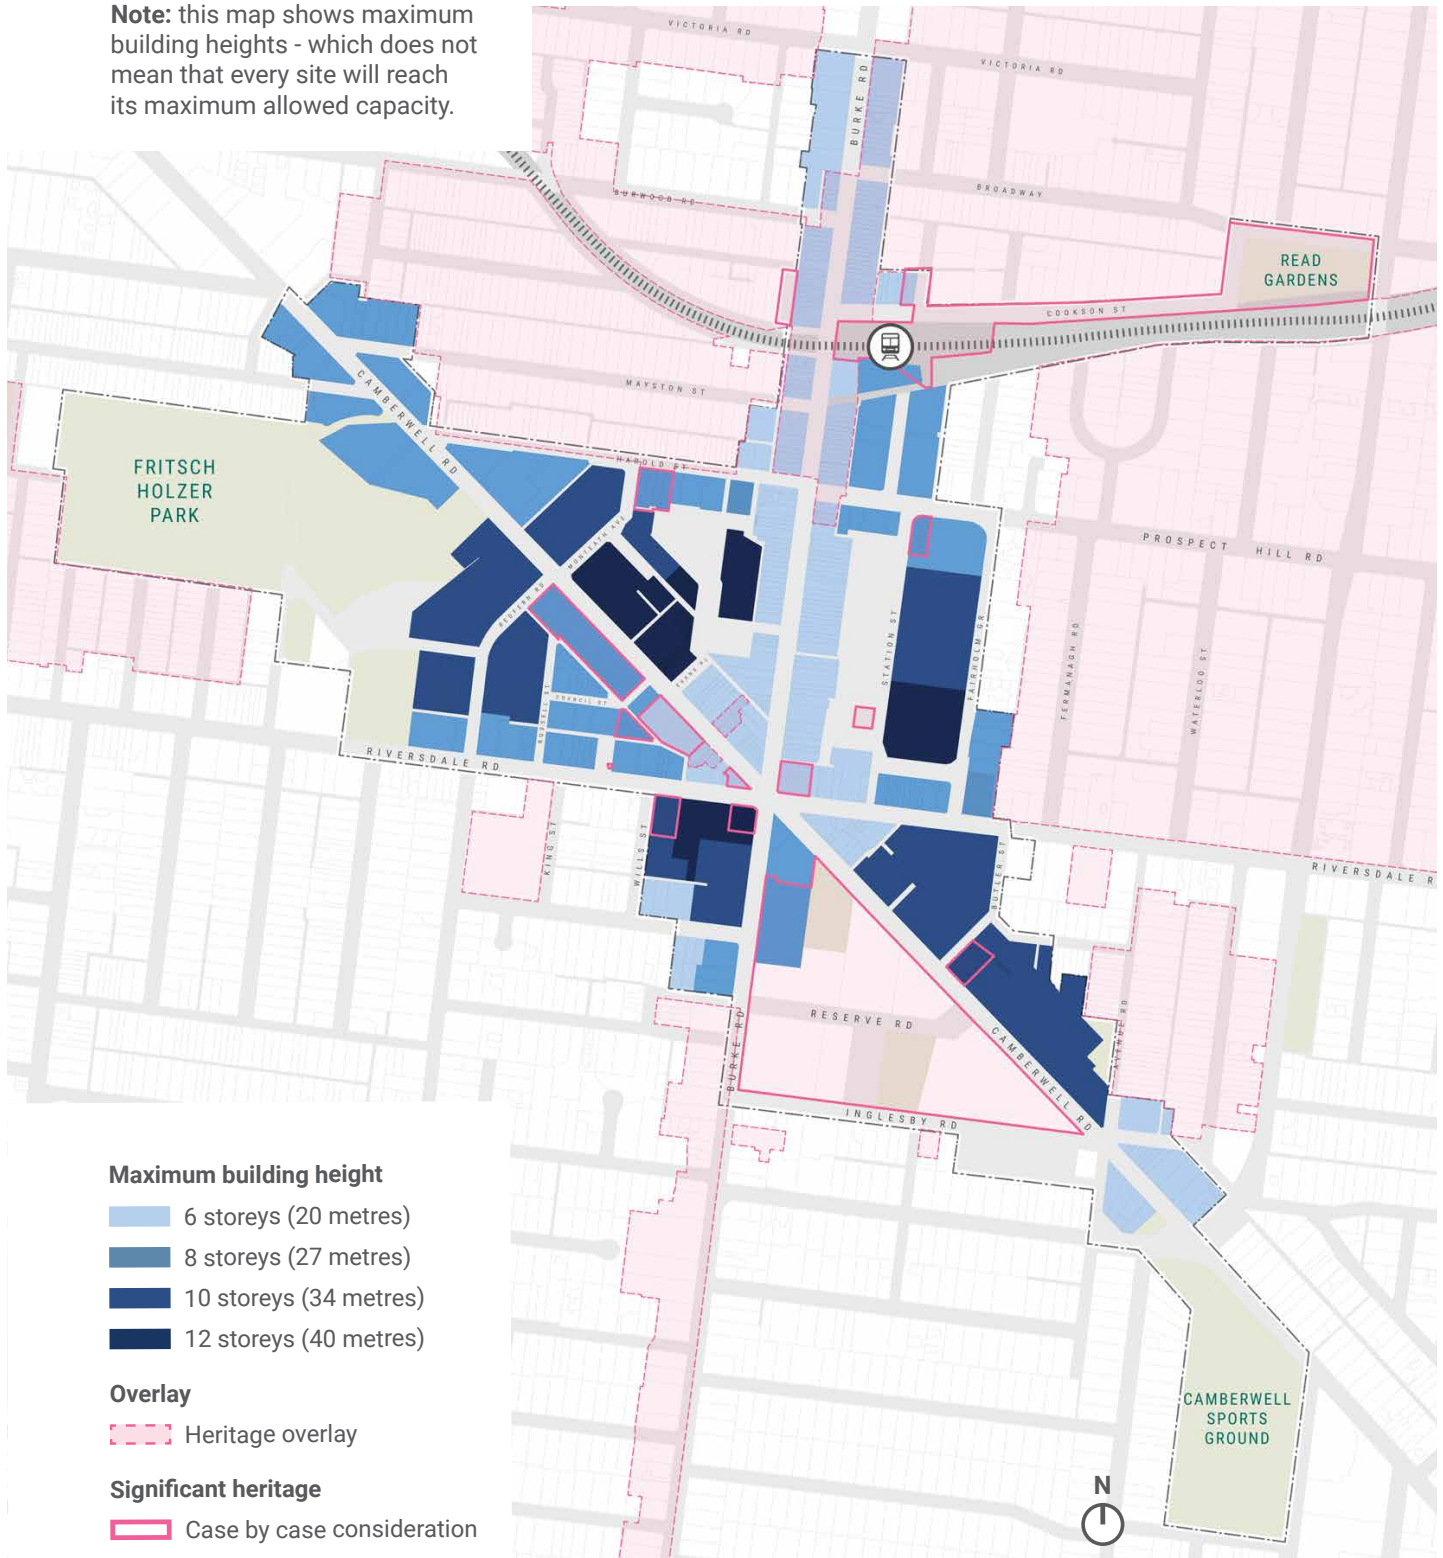 Note: this map shows maximum
building heights - which does not
mean that every site will reach
its maximum allowed capacity.
VICTORIA RD
VICTORIA RD
BURKE RD
BURWOOD RD
BROADWAY
READ
GARDENS
COOKSON ST
MAYSTON ST
CAMBERWELL RD
HAROLD ST
FRITSCH
HOLZER
PARK
MONTEATH AVE
PROSPECT HILL RD
REDFERN RD
STATION ST
FAIRHOLM GR
FERMANAGH RD
WATERLOO ST
EVANS PL
COUNCIL ST
RUSSELL ST
RIVERSDALE RD
KING ST
WILLS ST
BUTLER ST
RIVERSDALE R
RESERVE RD
BURKE RD
CAMBERWELL RD
AVENUE RD
INGLESBY RD
Maximum building height
6 storeys (20 metres)
8 storeys (27 metres)
10 storeys (34 metres)
12 storeys (40 metres)
Overlay
Heritage overlay
Significant heritage
Case by case consideration
CAMBERWELL
SPORTS
GROUND
N